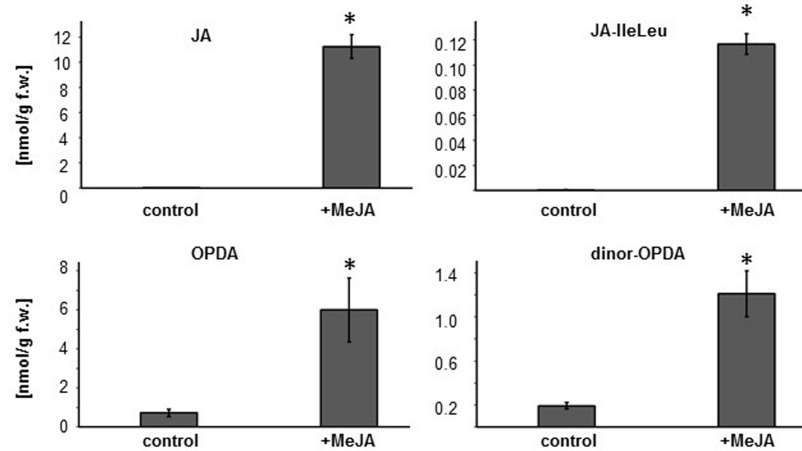 JA
*
[nmol/g f.w.]
12
10
8
6
4
2
0
control
+MeJA
JA-IleLeu
*
0.12
0.10
0.08
0.06
0.04
0.02
control
+MeJA
OPDA
*
[nmol/g f.w.]
8
6
4
2
0
control
+MeJA
dinor-OPDA
*
1.4
1.0
0.6
0.2
control
+MeJA